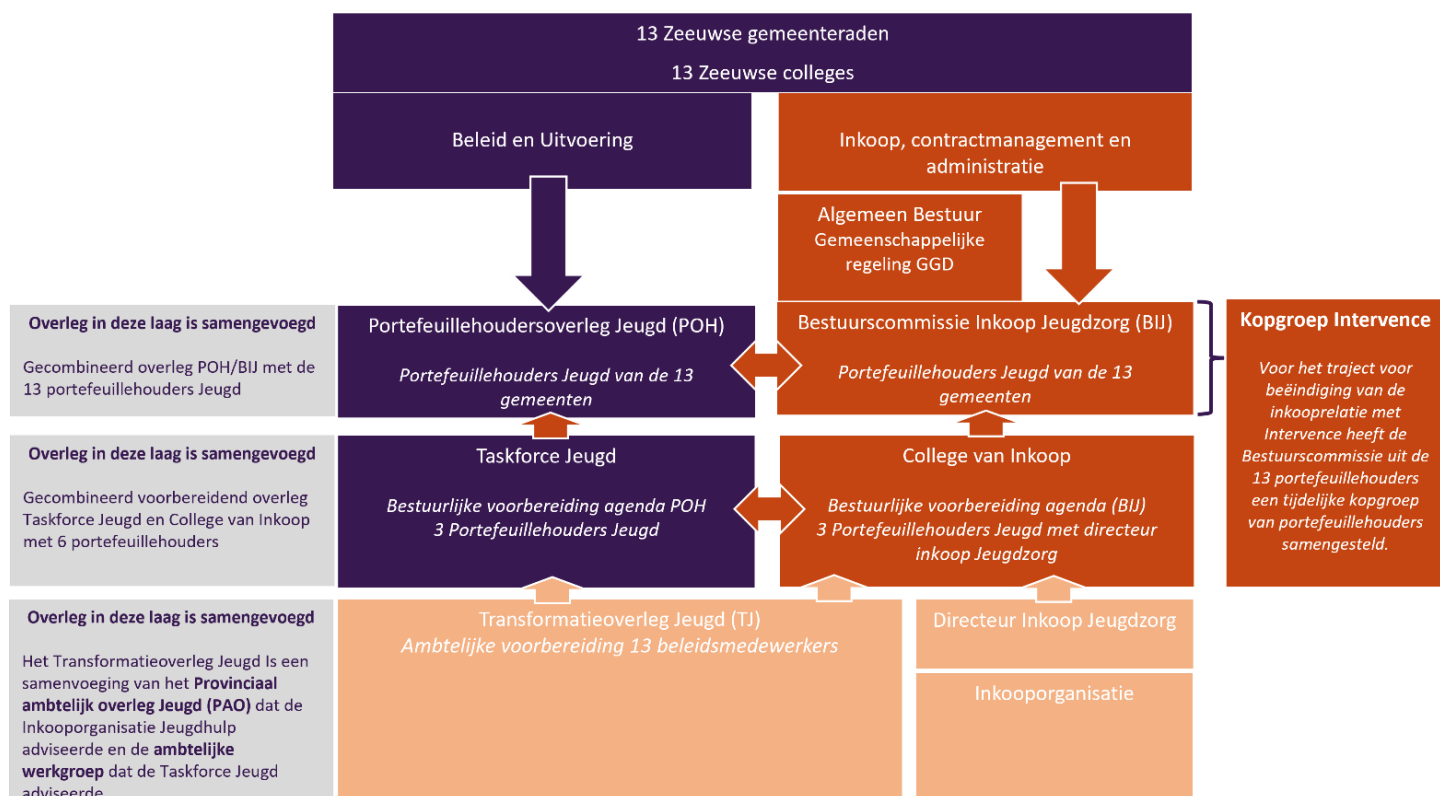 13 Zeeuwse gemeenteraden
13 Zeeuwse colleges
Beleid en Uitvoering
Inkoop, contractmanagement en
administratie
Algemeen Bestuur
Gemeenschappelijke
regeling GGD
Overleg in deze laag is samengevoegd
Gecombineerd overleg POH/BIJ met de
13 portefeuillehouders Jeugd
Portefeuillehoudersoverleg Jeugd (POH)
Portefeuillehouders Jeugd van de 13
gemeenten
Bestuurscommissie Inkoop Jeugdzorg (BIJ)
Portefeuillehouders Jeugd van de 13
gemeenten
Kopgroep Intervence
Voor het traject voor
beëindiging van de
inkooprelatie met
Intervence heeft de
Bestuurscommissie uit de
13 portefeuillehouders
een tijdelijke kopgroep
van portefeuillehouders
samengesteld.
Overleg in deze laag is samengevoegd
Gecombineerd voorbereidend overleg
Taskforce Jeugd en College van Inkoop
met 6 portefeuillehouders
Taskforce Jeugd
Bestuurlijke voorbereiding agenda POH
3 Portefeuillehouders Jeugd
College van Inkoop
Bestuurlijke voorbereiding agenda (BIJ)
3 Portefeuillehouders Jeugd met directeur
inkoop Jeugdzorg
Overleg in deze laag is samengevoegd
Het Transformatieoverleg Jeugd Is een
samenvoeging van het Provinciaal
ambtelijk overleg Jeugd (PAO) dat de
Inkooporganisatie Jeugdhulp
adviseerde en de ambtelijke
werkgroep dat de Taskforce Jeugd
adviseerde
Transformatieoverleg Jeugd (TJ)
Ambtelijke voorbereiding 13 beleidsmedewerkers
Directeur Inkoop Jeugdzorg
Inkooporganisatie